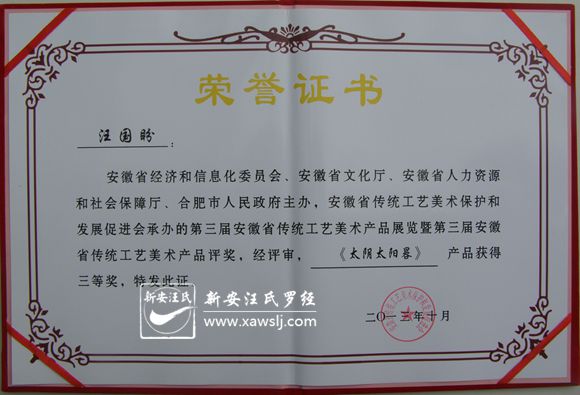 荣誉证书
汪国盼：
安徽省经济和信息化委员会、安徽省文化厅、安徽省人力资源
和社会保障厅、合肥市人民政府主办，安徽省传统工艺美术保护和
发展促进会承办的第三届安徽省传统工艺美术产品展览暨第三届安徽
省传统工艺美术产品评奖，经评审，《太阴太阳晷》产品获得
三等奖，特发此证
新安汪氏
新安汪氏罗经
www.xawslj.com
二〇一三年十月